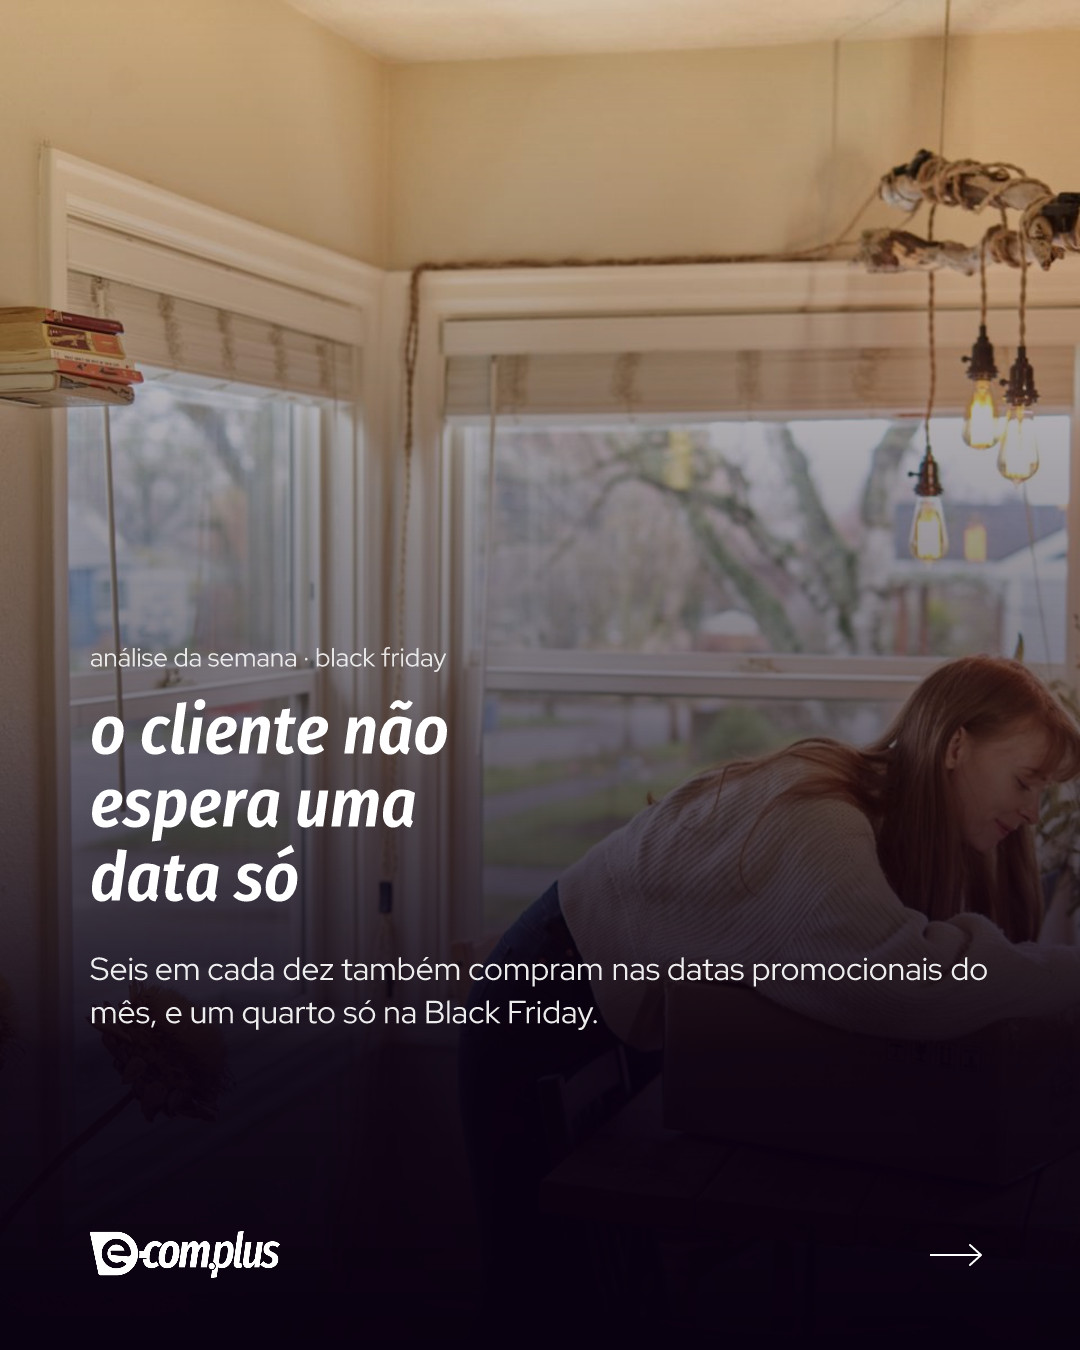 análise da semana · black friday
o cliente não
espera uma
data só
Seis em cada dez também compram nas datas promocionais do
mês, e um quarto só na Black Friday.
e-com.plus